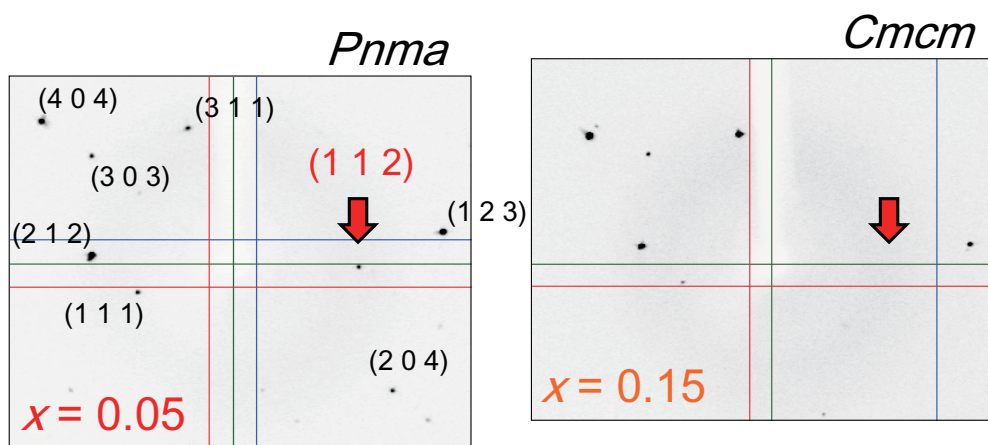 Pnma
(4 0 4)
(3 1 1)
(3 0 3)
(1 1 2)
(2 1 2)
(1 2 3)
(1 1 1)
(2 0 4)
x = 0.05
Cmcm
x = 0.15